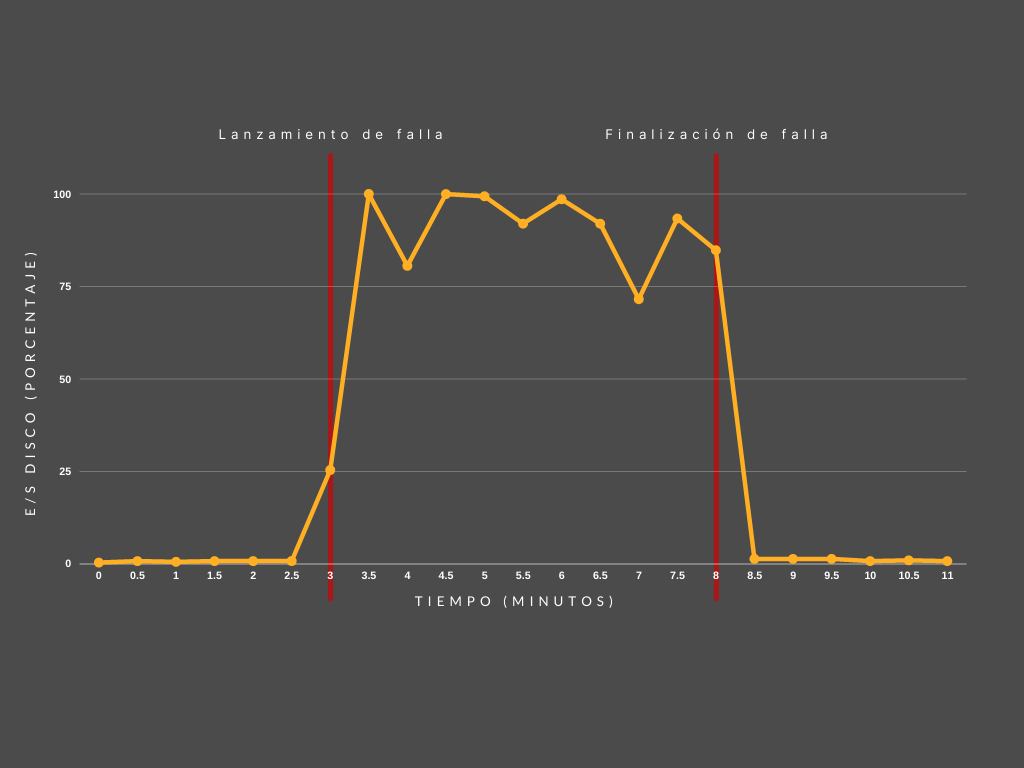 Lanzamiento de falla
Finalización de falla
E/S DISCO (PORCENTAJE)
100
75
50
25
0
0 0.5 1 1.5 2 2.5 3 3.5 4 4.5 5 5.5 6 6.5 7 7.5 8 8.5 9 9.5 10 10.5 11
TIEMPO (MINUTOS)